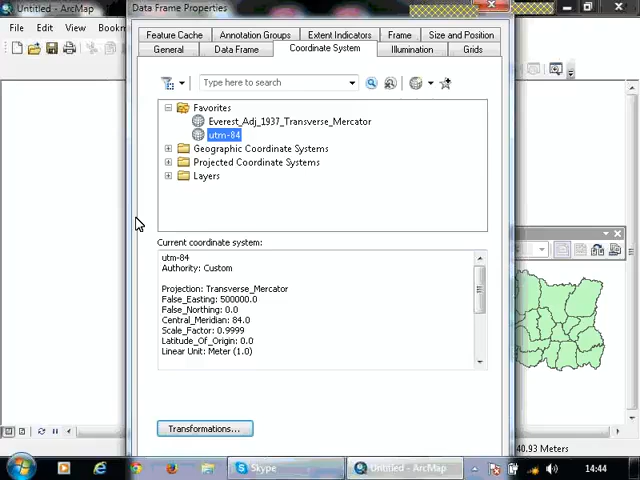 Untitled - ArcMap
Data Frame Properties
File Edit View Bookm
Feature Cache Annotation Groups Extent Indicators Frame Size and Position
General Data Frame Coordinate System Illumination Grids
Type here to search
Favorites
Everest_Adj_1937_Transverse_Mercator
utm-84
Geographic Coordinate Systems
Projected Coordinate Systems
Layers
Current coordinate system:
utm-84
Authority: Custom
Projection: Transverse_Mercator
False_Easting: 500000.0
False_Northing: 0.0
Central_Meridian: 84.0
Scale_Factor: 0.9999
Latitude_Of_Origin: 0.0
Linear Unit: Meter (1.0)
Transformations...
40.93 Meters
Skype
Untitled - ArcMap
14:44